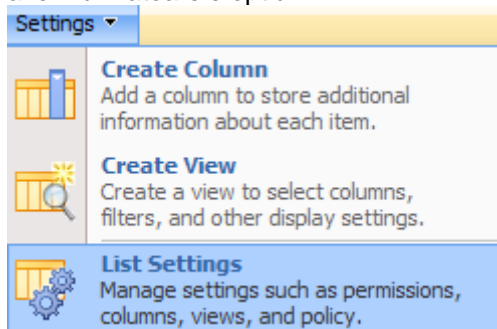 Settings
Create Column
Add a column to store additional
information about each item.
Create View
Create a view to select columns,
filters, and other display settings.
List Settings
Manage settings such as permissions,
columns, views, and policy.